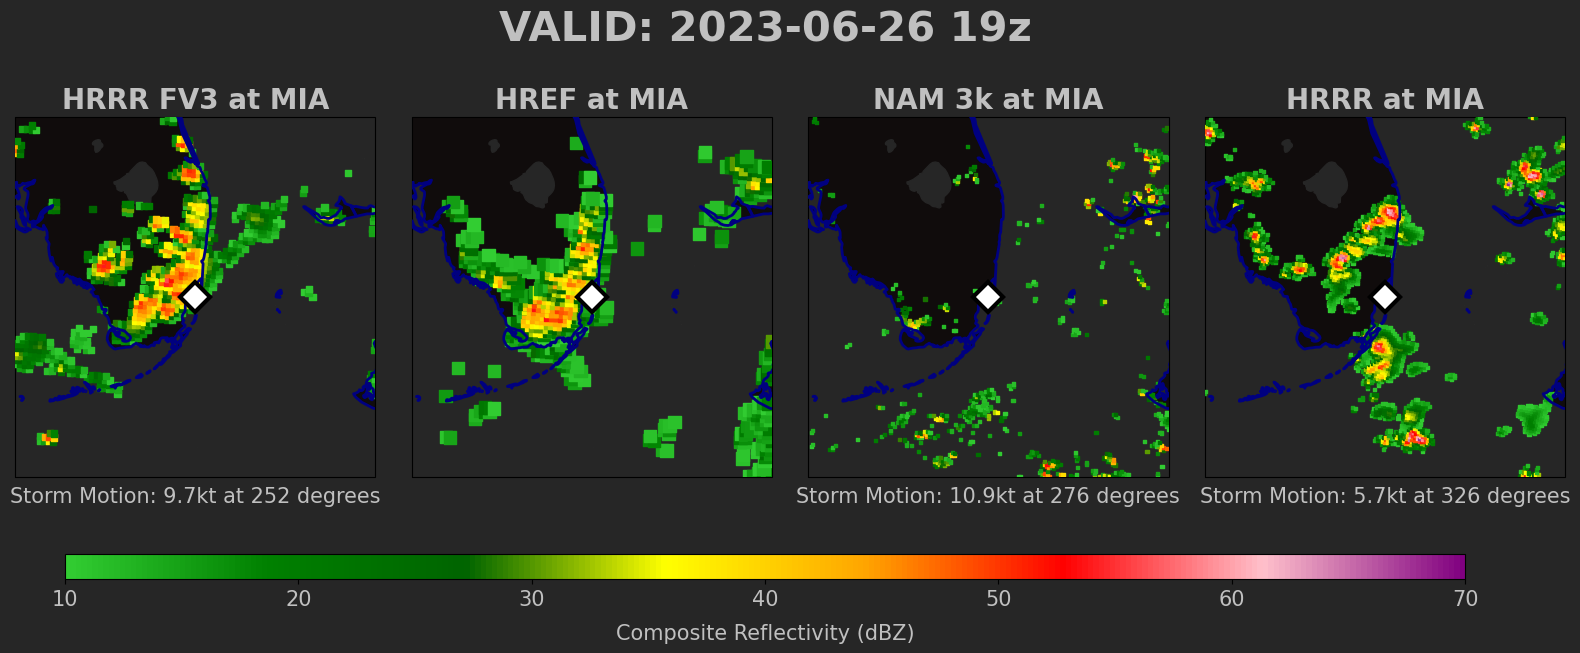 VALID: 2023-06-26 19z
HRRR FV3 at MIA
HREF at MIA
NAM 3k at MIA
HRRR at MIA
Storm Motion: 9.7kt at 252 degrees
Storm Motion: 10.9kt at 276 degrees
Storm Motion: 5.7kt at 326 degrees
10 20 30 40 50 60 70
Composite Reflectivity (dBZ)